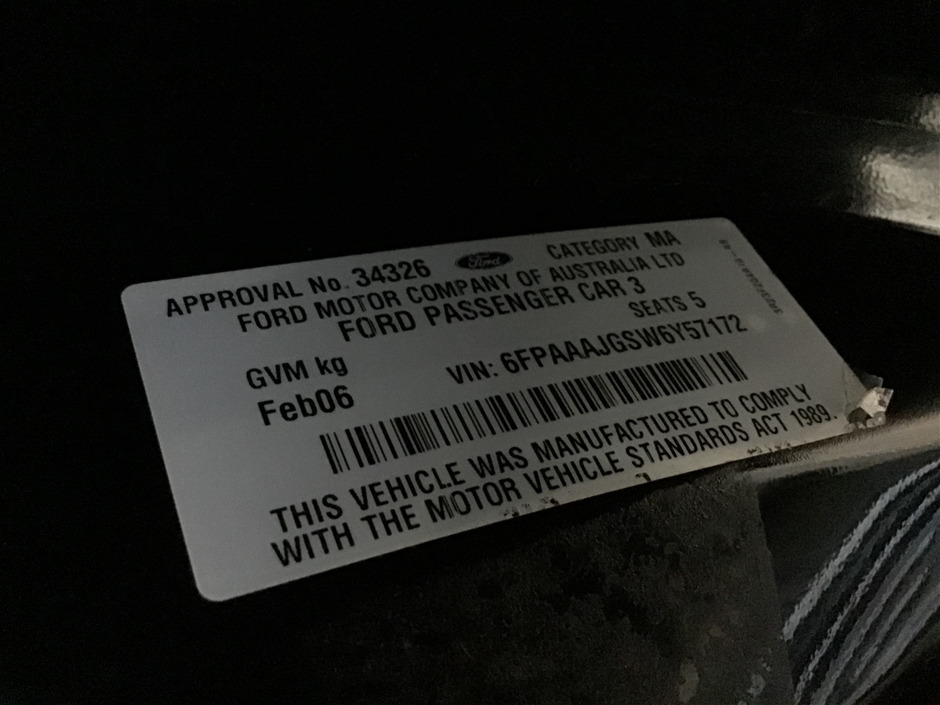 APPROVAL No. 34326 Ford CATEGORY MA
FORD MOTOR COMPANY OF AUSTRALIA LTD
FORD PASSENGER CAR 3
GVM kg SEATS 5
Feb06 VIN: 6FPAAAJGSW6Y57172
THIS VEHICLE WAS MANUFACTURED TO COMPLY
WITH THE MOTOR VEHICLE STANDARDS ACT 1989.